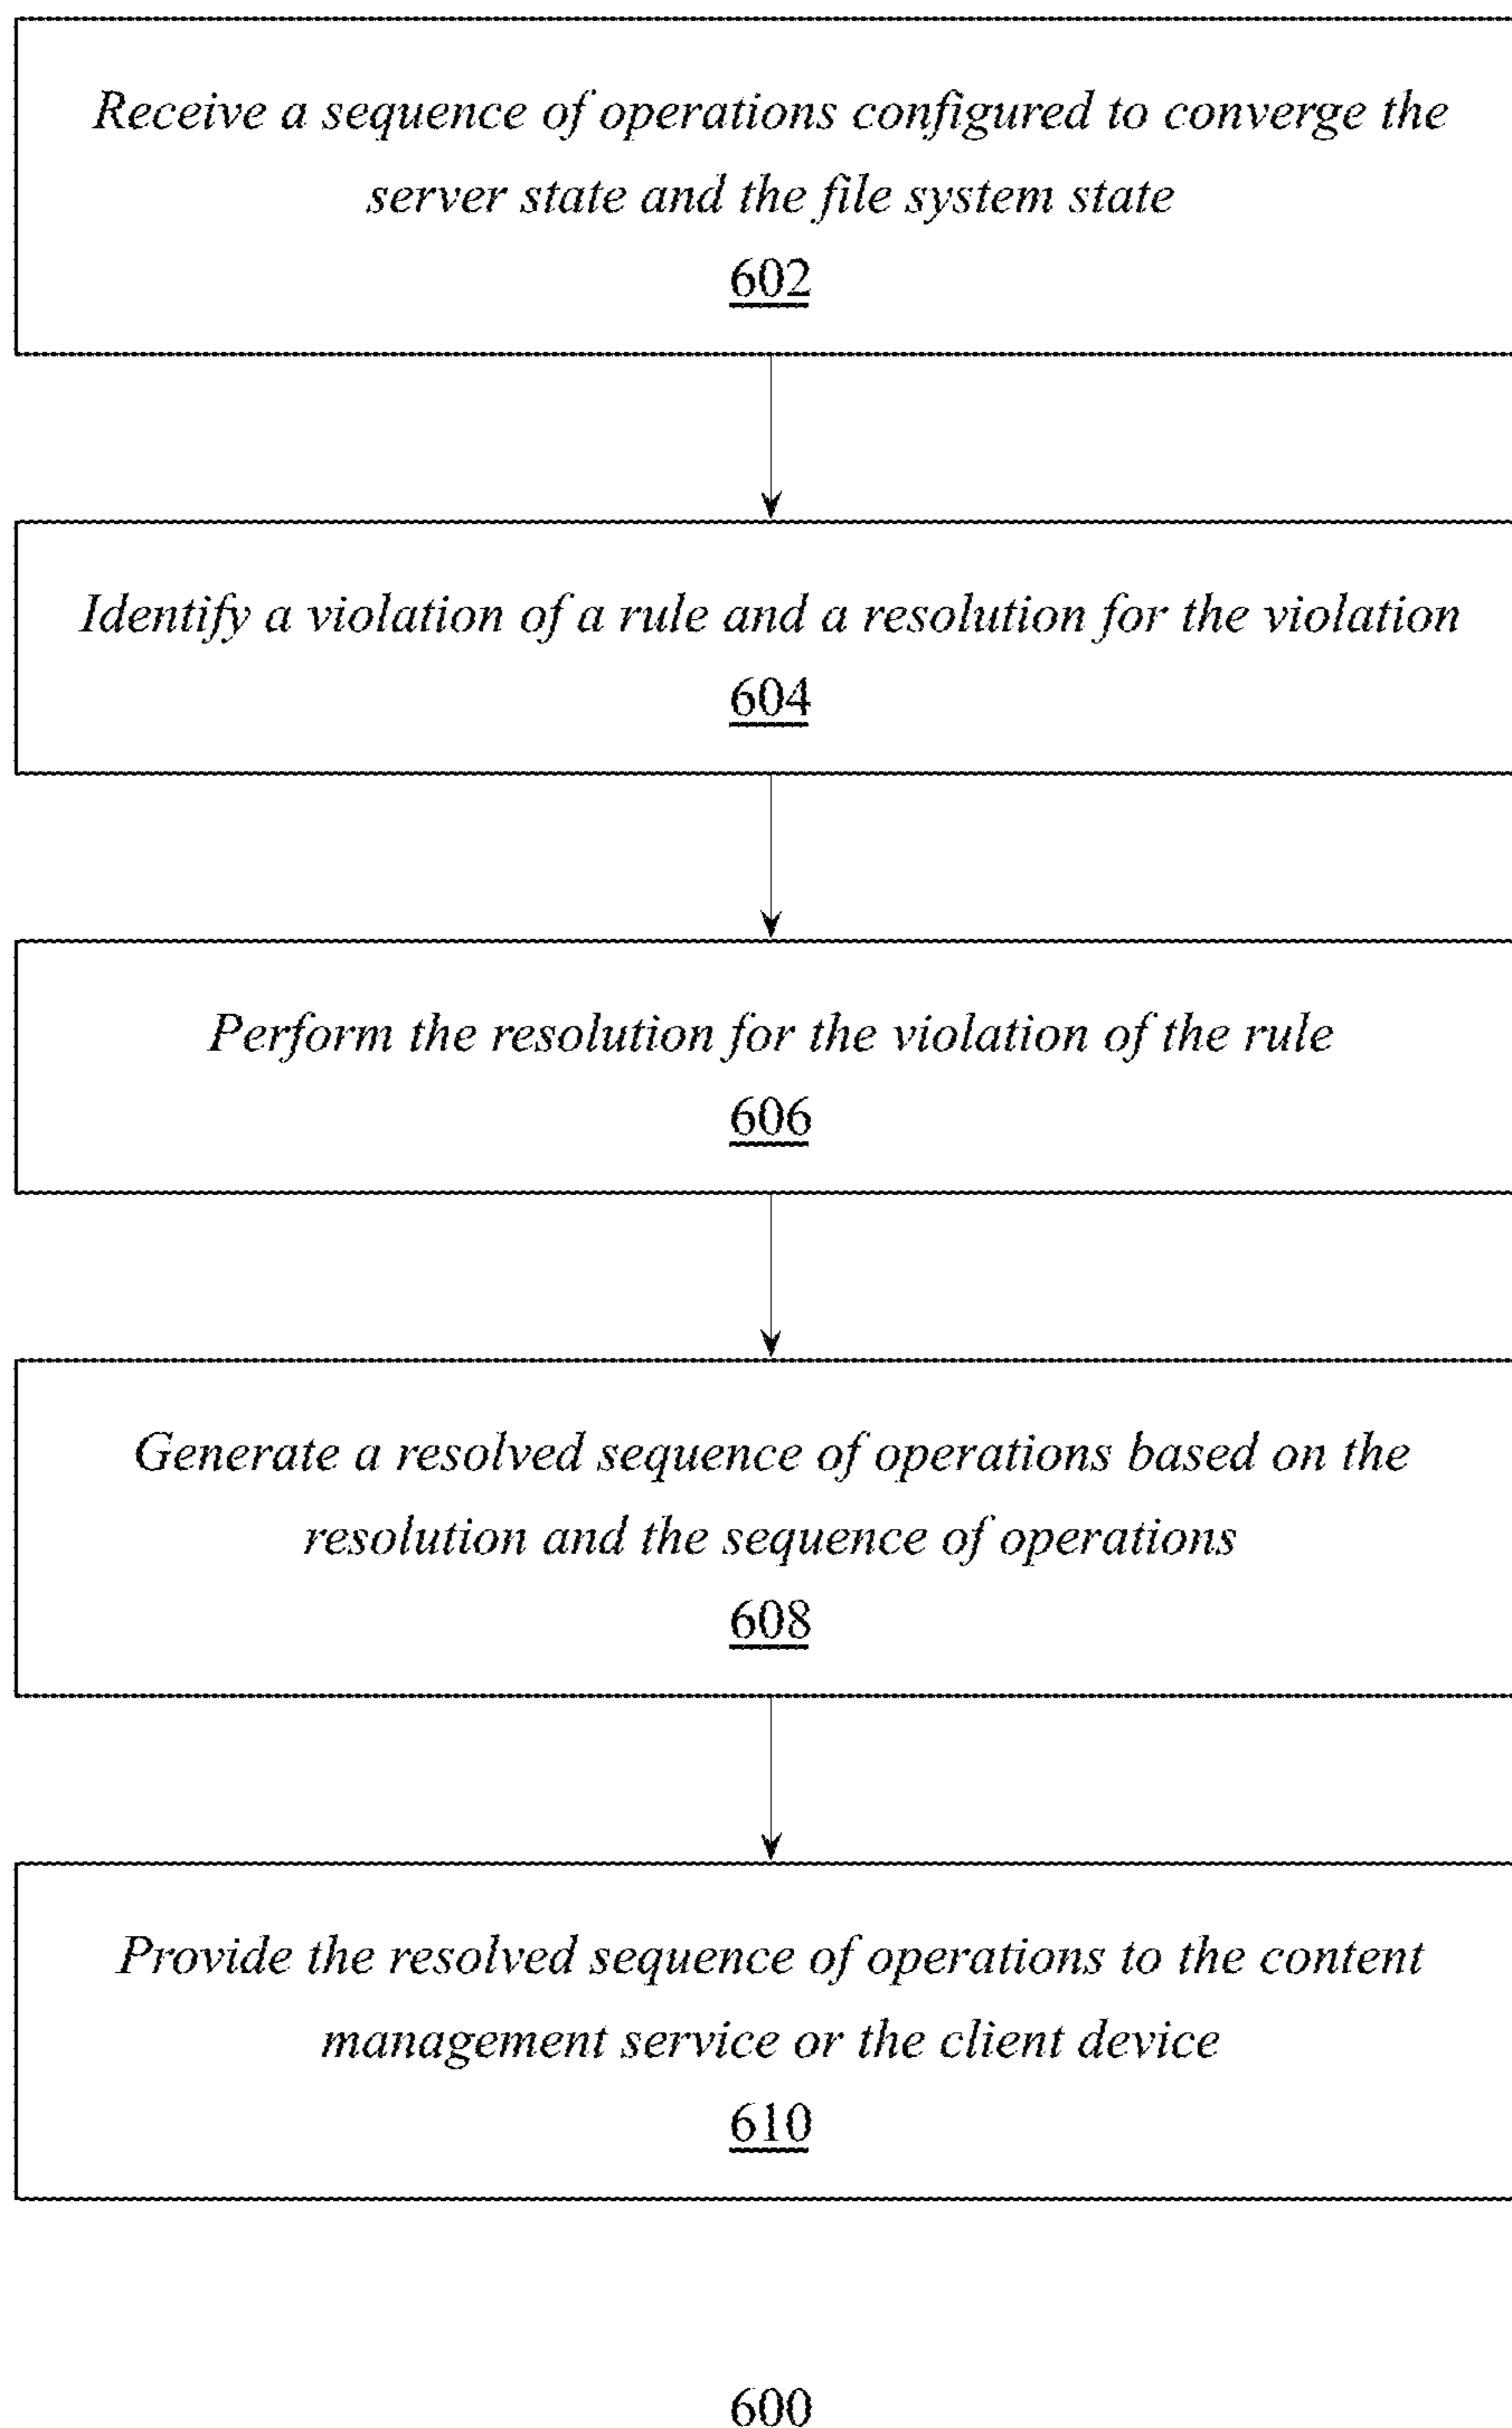 Receive a sequence of operations configured to converge the
server state and the file system state
602
Identify a violation of a rule and a resolution for the violation
604
Perform the resolution for the violation of the rule
606
Generate a resolved sequence of operations based on the
resolution and the sequence of operations
608
Provide the resolved sequence of operations to the content
management service or the client device
610
600